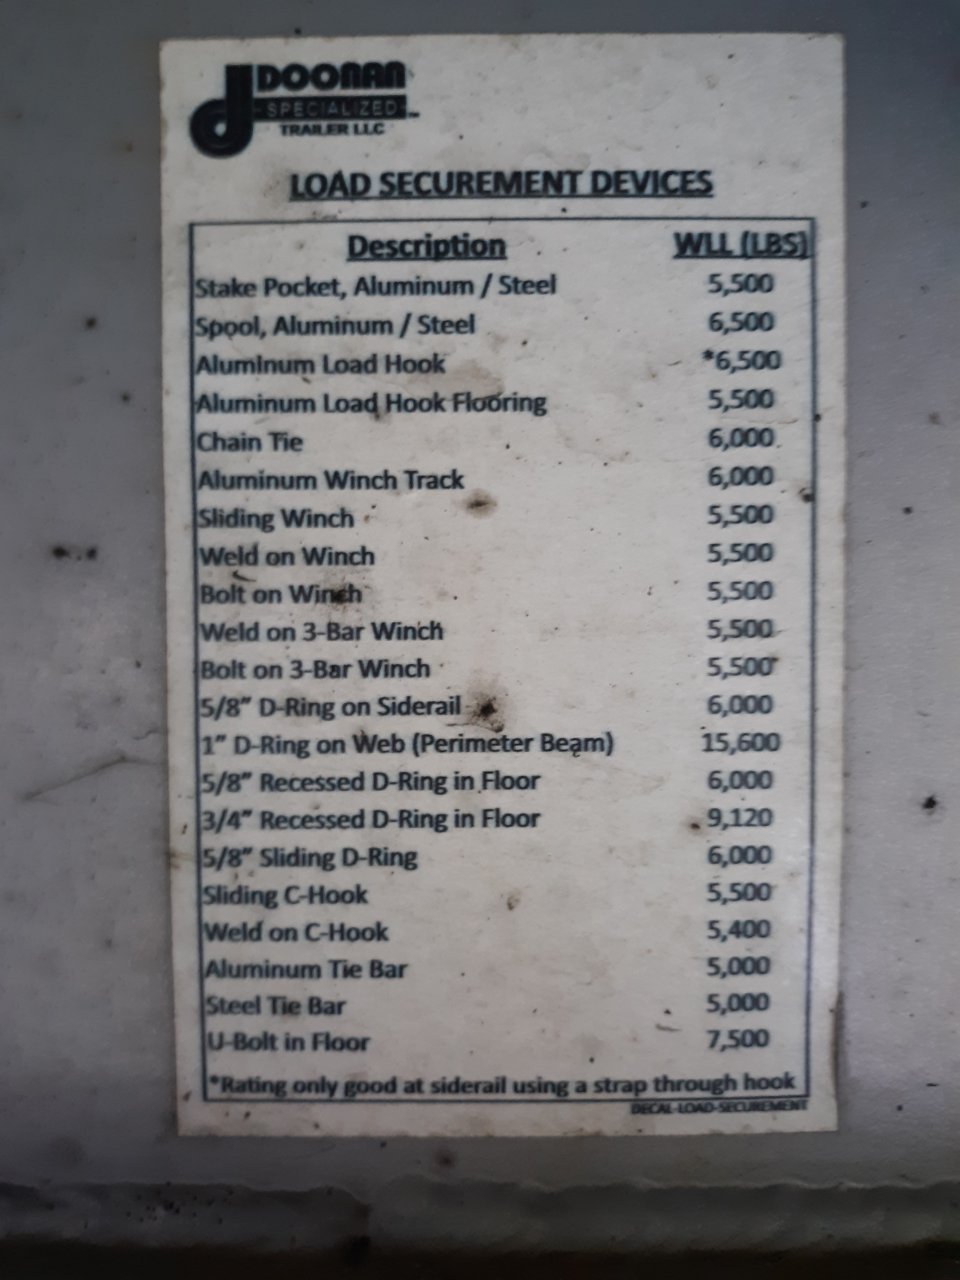 DOONAN
SPECIALIZED
TRAILER LLC
LOAD SECUREMENT DEVICES
Description WLL (LBS)
Stake Pocket, Aluminum / Steel 5,500
Spool, Aluminum / Steel 6,500
Aluminum Load Hook *6,500
Aluminum Load Hook Flooring 5,500
Chain Tie 6,000
Aluminum Winch Track 6,000
Sliding Winch 5,500
Weld on Winch 5,500
Bolt on Winch 5,500
Weld on 3-Bar Winch 5,500
Bolt on 3-Bar Winch 5,500
5/8" D-Ring on Siderail 6,000
1" D-Ring on Web (Perimeter Beam) 15,600
5/8" Recessed D-Ring in Floor 6,000
3/4" Recessed D-Ring in Floor 9,120
5/8" Sliding D-Ring 6,000
Sliding C-Hook 5,500
Weld on C-Hook 5,400
Aluminum Tie Bar 5,000
Steel Tie Bar 5,000
U-Bolt in Floor 7,500
*Rating only good at siderail using a strap through hook
DECAL-LOAD-SECUREMENT